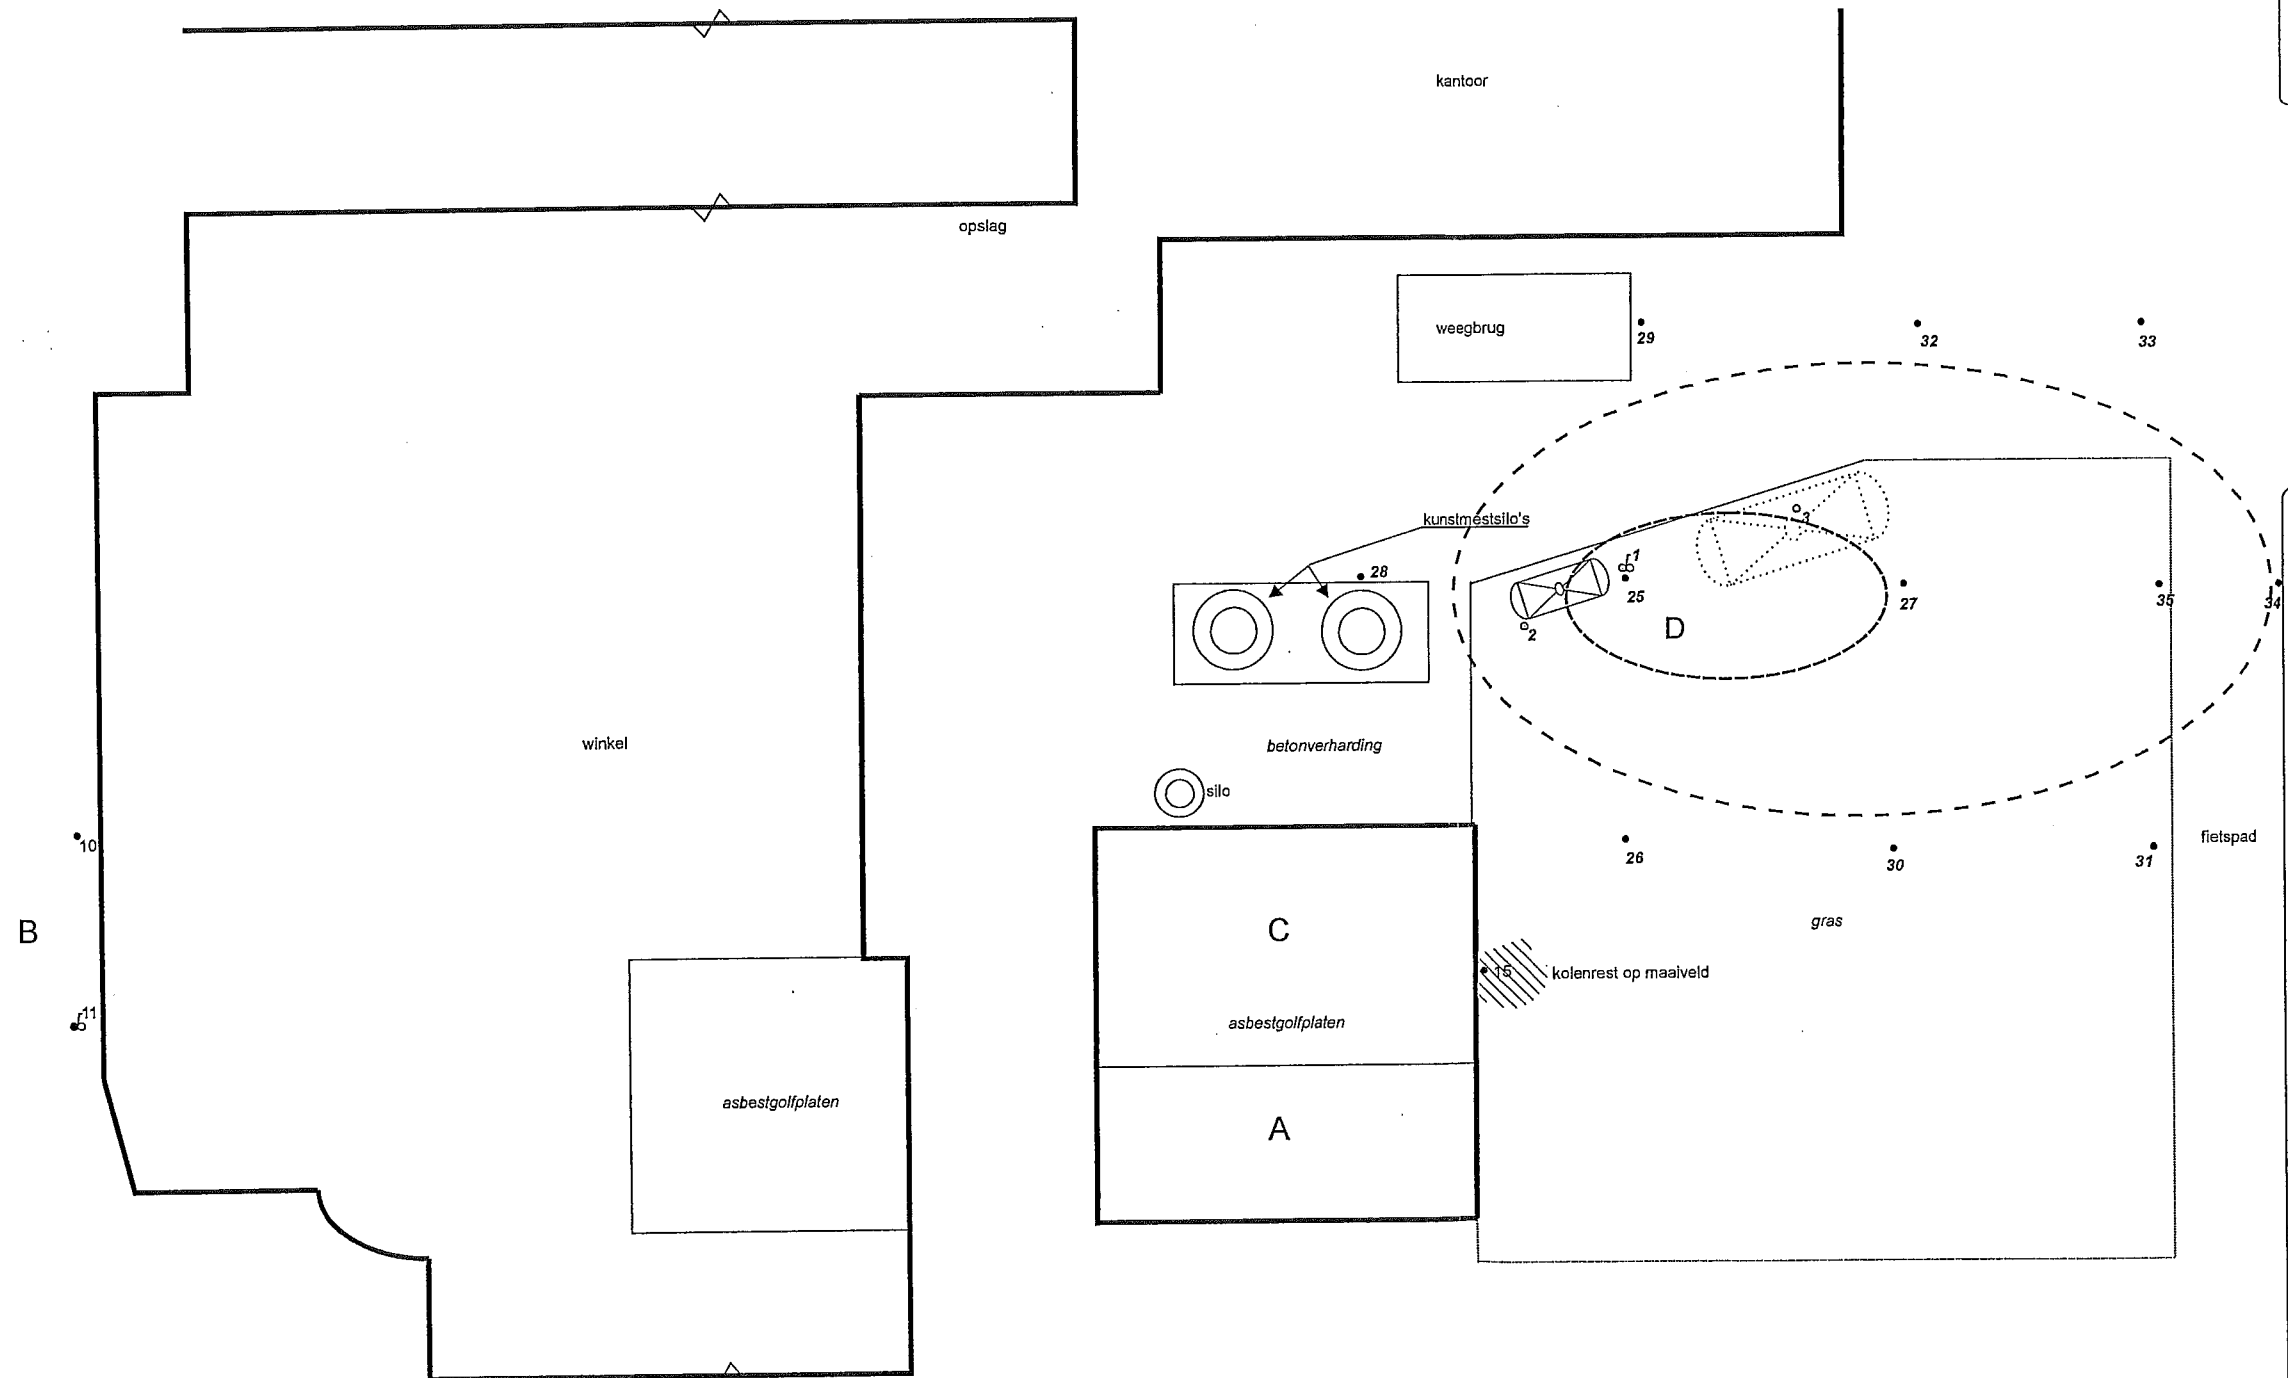 kantoor
opslag
weegbrug
29
32
33
kunstmestsilo's
3
28
1
25
2
D
27
35
34
winkel
betonverharding
silo
10
26
30
31
fietspad
B
C
gras
15
kolenrest op maaiveld
11
asbestgolfplaten
asbestgolfplaten
A